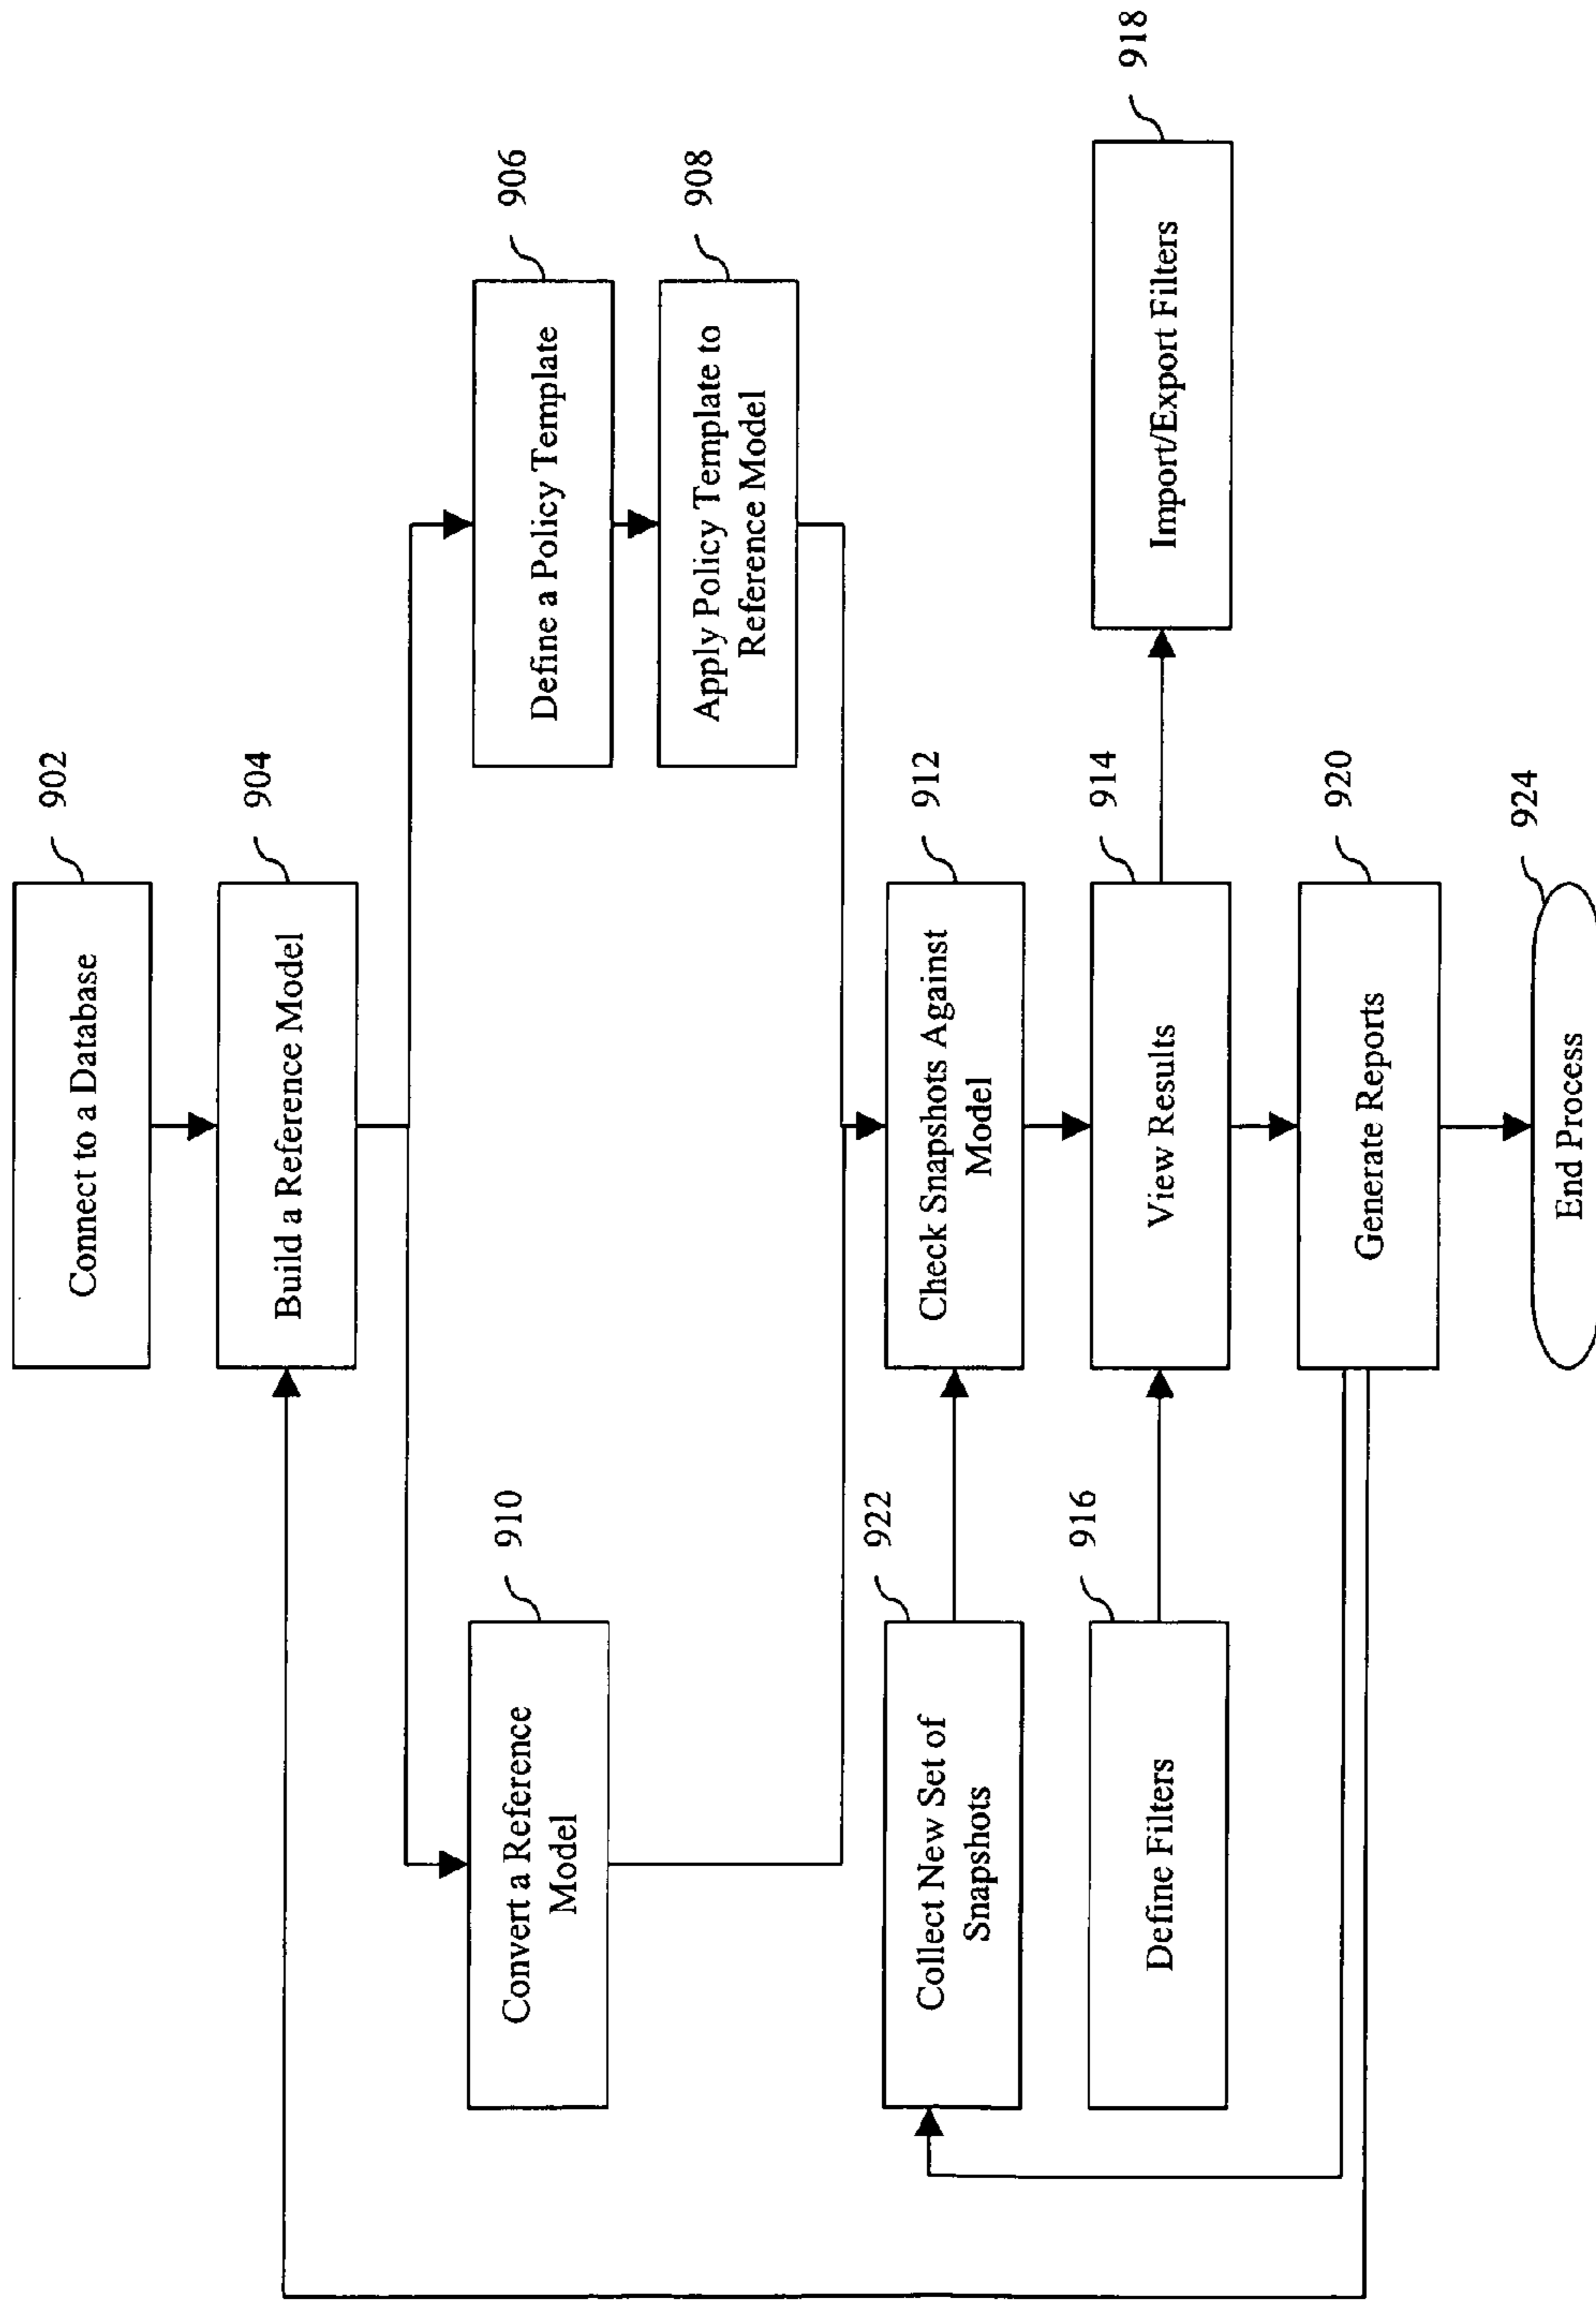 902
Connect to a Database
904
Build a Reference Model
906
Define a Policy Template
908
Apply Policy Template to
Reference Model
910
Convert a Reference
Model
912
Check Snapshots Against
Model
922
Collect New Set of
Snapshots
914
View Results
916
Define Filters
918
Import/Export Filters
920
Generate Reports
924
End Process